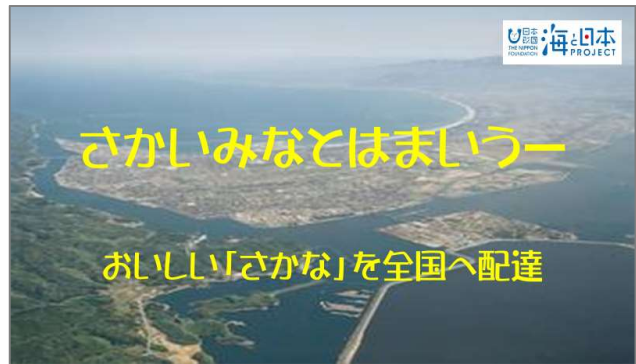 日本財団
THE NIPPON FOUNDATION
海と日本
PROJECT
さかいみなとはまいうー
おいしい「さかな」を全国へ配達